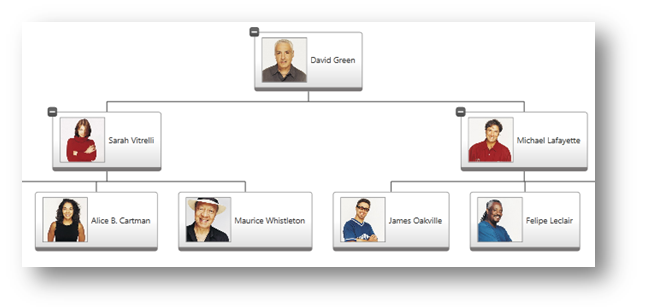 David Green
Sarah Vitrelli
Michael Lafayette
Alice B. Cartman
Maurice Whistleton
James Oakville
Felipe Leclair